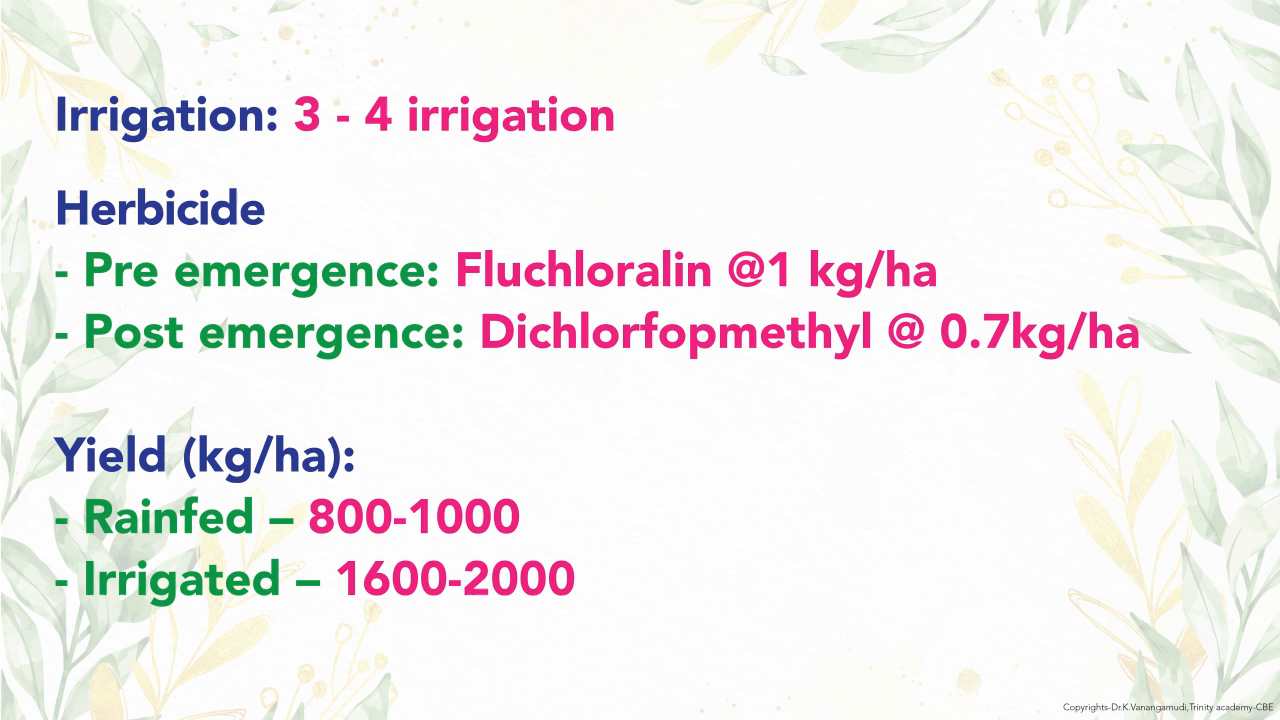 Irrigation: 3 - 4 irrigation
Herbicide
- Pre emergence: Fluchloralin @1 kg/ha
- Post emergence: Dichlorfopmethyl @ 0.7kg/ha
Yield (kg/ha):
- Rainfed – 800-1000
- Irrigated – 1600-2000
Copyrights-Dr.K.Vanangamudi,Trinity academy-CBE